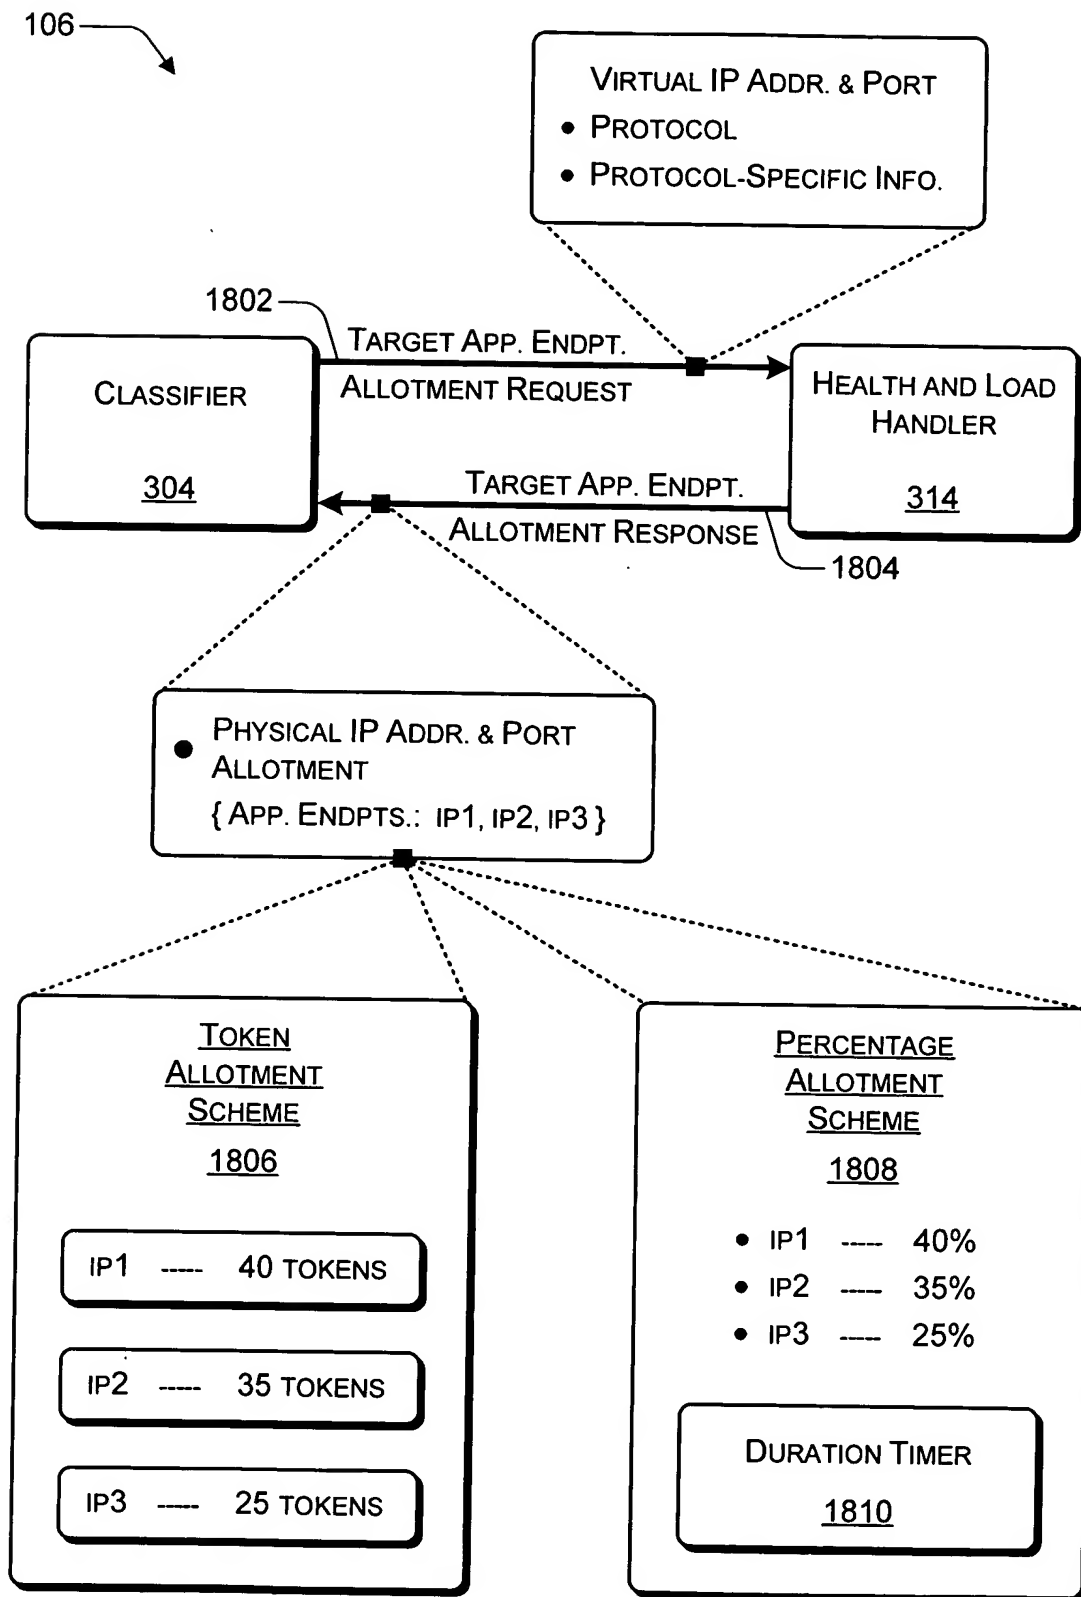 106
VIRTUAL IP ADDR. & PORT
• PROTOCOL
• PROTOCOL-SPECIFIC INFO.
1802
TARGET APP. ENDPT.
ALLOTMENT REQUEST
CLASSIFIER
304
HEALTH AND LOAD
HANDLER
314
TARGET APP. ENDPT.
ALLOTMENT RESPONSE
1804
• PHYSICAL IP ADDR. & PORT
ALLOTMENT
{ APP. ENDPTS.: IP1, IP2, IP3 }
TOKEN
ALLOTMENT
SCHEME
1806
IP1 ----- 40 TOKENS
IP2 ----- 35 TOKENS
IP3 ----- 25 TOKENS
PERCENTAGE
ALLOTMENT
SCHEME
1808
• IP1 ----- 40%
• IP2 ----- 35%
• IP3 ----- 25%
DURATION TIMER
1810